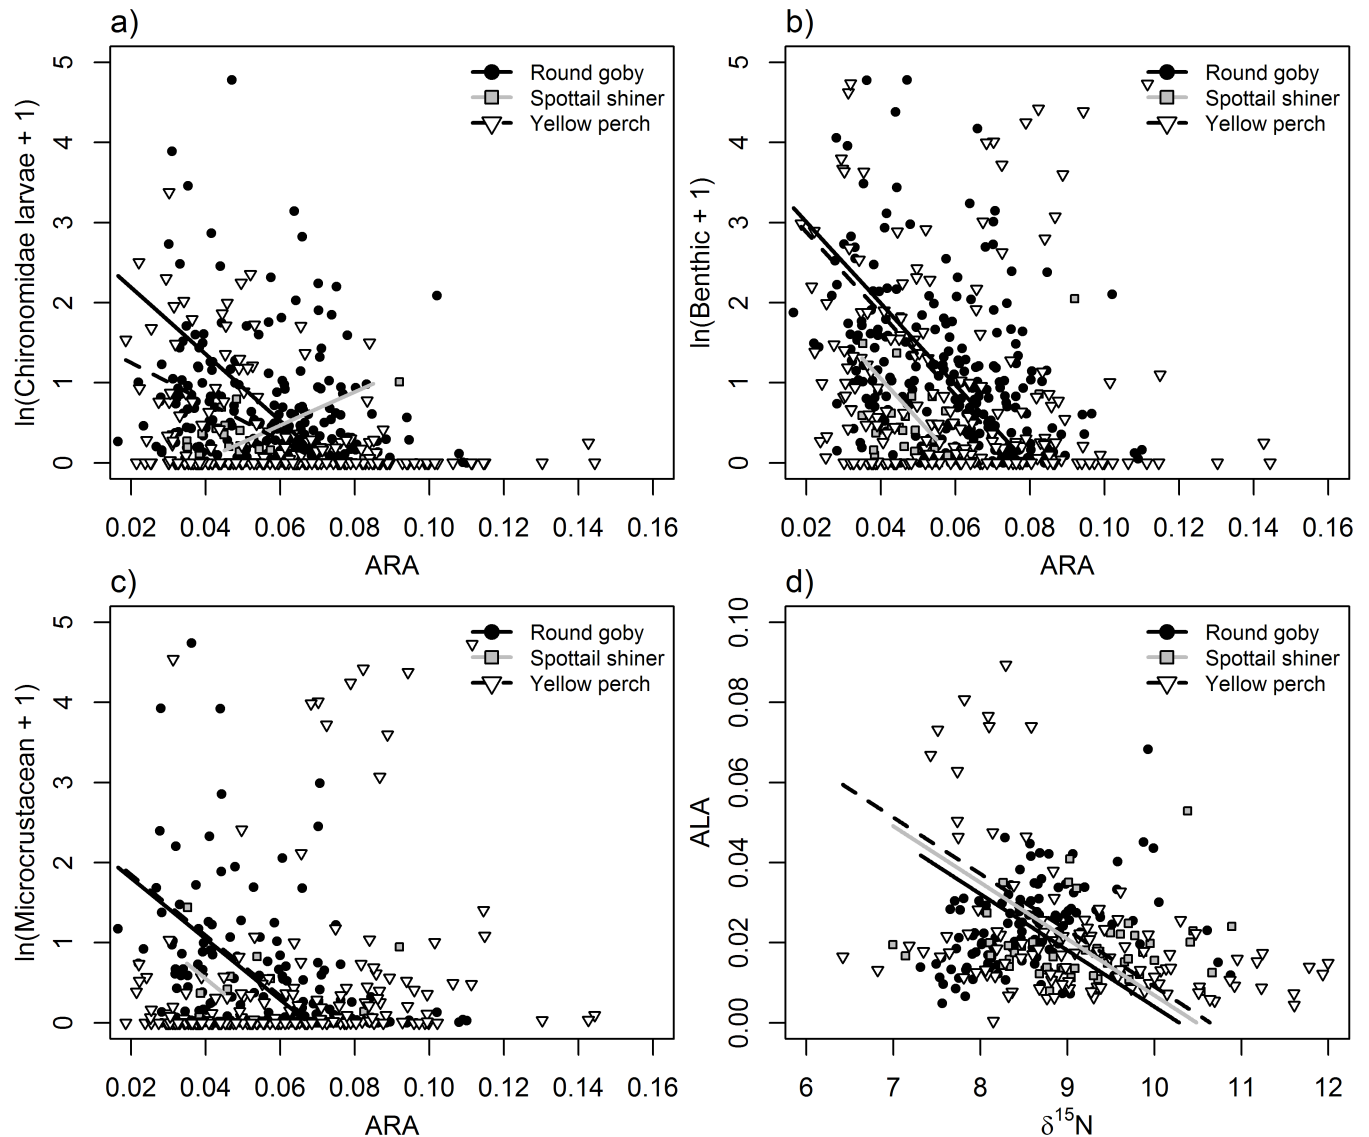 a)
ln(Chironomidae larvae + 1)
5
4
3
2
1
0
Round goby
Spottail shiner
Yellow perch
0.02 0.04 0.06 0.08 0.10 0.12 0.14 0.16
ARA
b)
ln(Benthic + 1)
5
4
3
2
1
0
Round goby
Spottail shiner
Yellow perch
0.02 0.04 0.06 0.08 0.10 0.12 0.14 0.16
ARA
c)
ln(Microcrustacean + 1)
5
4
3
2
1
0
Round goby
Spottail shiner
Yellow perch
0.02 0.04 0.06 0.08 0.10 0.12 0.14 0.16
ARA
d)
ALA
0.10
0.08
0.06
0.04
0.02
0.00
Round goby
Spottail shiner
Yellow perch
6 7 8 9 10 11 12
δ¹⁵N